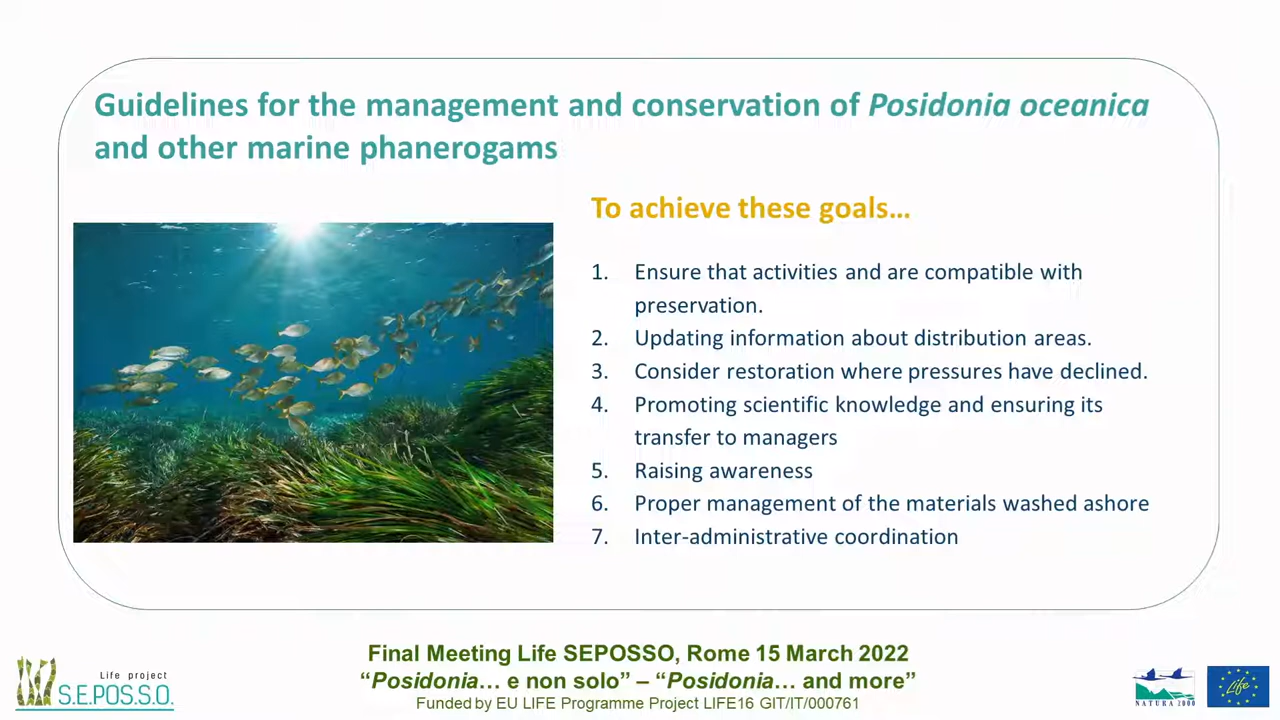 Guidelines for the management and conservation of Posidonia oceanica
and other marine phanerogams
To achieve these goals…
1. Ensure that activities and are compatible with
preservation.
2. Updating information about distribution areas.
3. Consider restoration where pressures have declined.
4. Promoting scientific knowledge and ensuring its
transfer to managers
5. Raising awareness
6. Proper management of the materials washed ashore
7. Inter-administrative coordination
Final Meeting Life SEPOSSO, Rome 15 March 2022
“Posidonia… e non solo” – “Posidonia… and more”
Funded by EU LIFE Programme Project LIFE16 GIT/IT/000761
Life project
S.E.POS.S.O.
NATURA 2000
Life